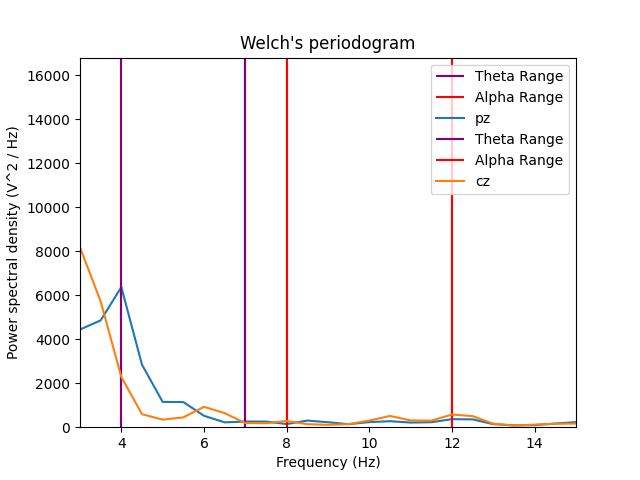 Welch's periodogram
Power spectral density (V^2 / Hz)
16000
14000
12000
10000
8000
6000
4000
2000
0
Theta Range
Alpha Range
pz
Theta Range
Alpha Range
cz
4 6 8 10 12 14
Frequency (Hz)